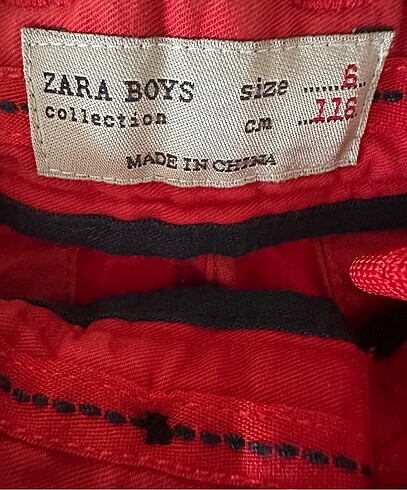 ZARA BOYS size ......6
collection cm ...116
MADE IN CHINA